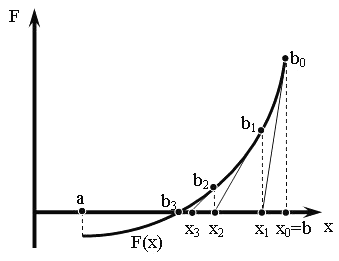 F
b₀
b₁
b₂
a
b₃
x₃
x₂
x₁
x₀=b
x
F(x)